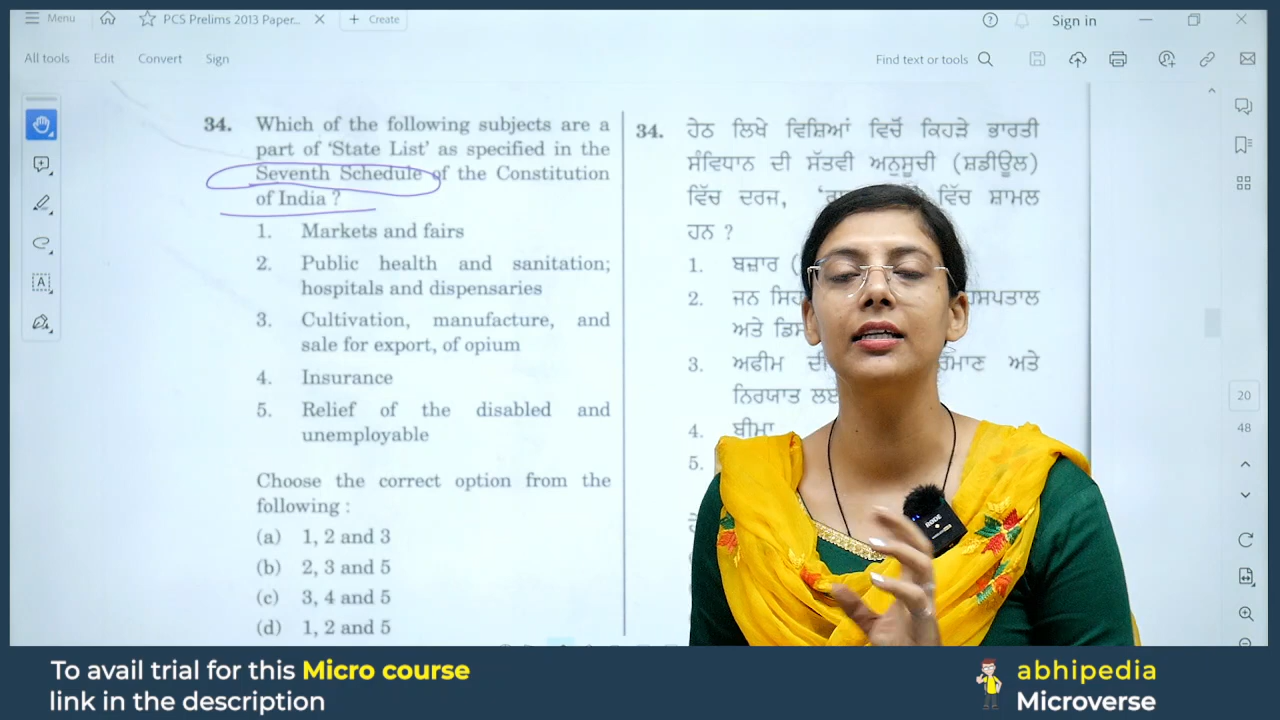 Menu
PCS Prelims 2013 Paper...
Create
Sign in
All tools
Edit
Convert
Sign
Find text or tools
34. Which of the following subjects are a
part of ‘State List’ as specified in the
Seventh Schedule of the Constitution
of India ?
1. Markets and fairs
2. Public health and sanitation;
hospitals and dispensaries
3. Cultivation, manufacture, and
sale for export, of opium
4. Insurance
5. Relief of the disabled and
unemployable
Choose the correct option from the
following :
(a) 1, 2 and 3
(b) 2, 3 and 5
(c) 3, 4 and 5
(d) 1, 2 and 5
34. ਹੇਠ ਲਿਖੇ ਵਿਸ਼ਿਆਂ ਵਿਚੋਂ ਕਿਹੜੇ ਭਾਰਤੀ
ਸੰਵਿਧਾਨ ਦੀ ਸੱਤਵੀ ਅਨੁਸੂਚੀ (ਸ਼ਡੀਊਲ)
ਵਿੱਚ ਦਰਜ, ਵਿੱਚ ਸ਼ਾਮਲ
ਹਨ ?
1. ਬਜ਼ਾਰ (
2. ਜਨ
ਅਤੇ
3. ਅਫੀਮ ਅਤੇ
ਨਿਰਯਾਤ
4. ਬੀਮਾ
5.
20
48
RODE
To avail trial for this Micro course
link in the description
abhipedia
Microverse